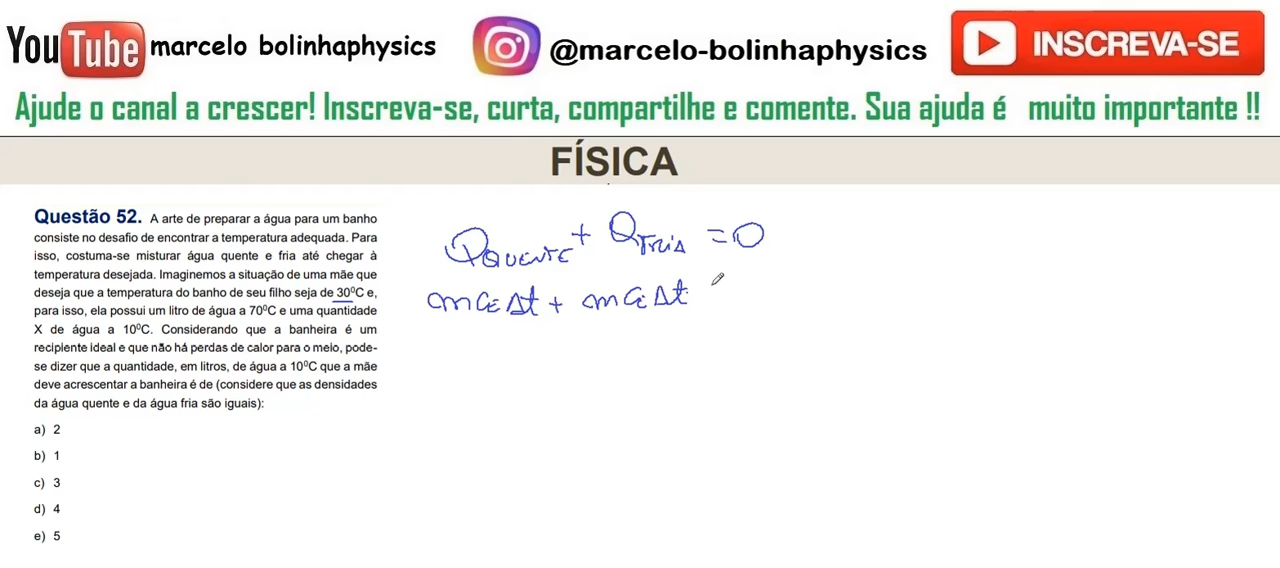 YouTube marcelo bolinhaphysics @marcelo-bolinhaphysics INSCREVA-SE
Ajude o canal a crescer! Inscreva-se, curta, compartilhe e comente. Sua ajuda é muito importante !!
FÍSICA
Questão 52. A arte de preparar a água para um banho
consiste no desafio de encontrar a temperatura adequada. Para
isso, costuma-se misturar água quente e fria até chegar à
temperatura desejada. Imaginemos a situação de uma mãe que
deseja que a temperatura do banho de seu filho seja de 30⁰C e,
para isso, ela possui um litro de água a 70⁰C e uma quantidade
X de água a 10⁰C. Considerando que a banheira é um
recipiente ideal e que não há perdas de calor para o meio, pode-
se dizer que a quantidade, em litros, de água a 10⁰C que a mãe
deve acrescentar a banheira é de (considere que as densidades
da água quente e da água fria são iguais):
a) 2
b) 1
c) 3
d) 4
e) 5
QQUENTE + QFRIA = 0
mCEΔt + mCEΔt